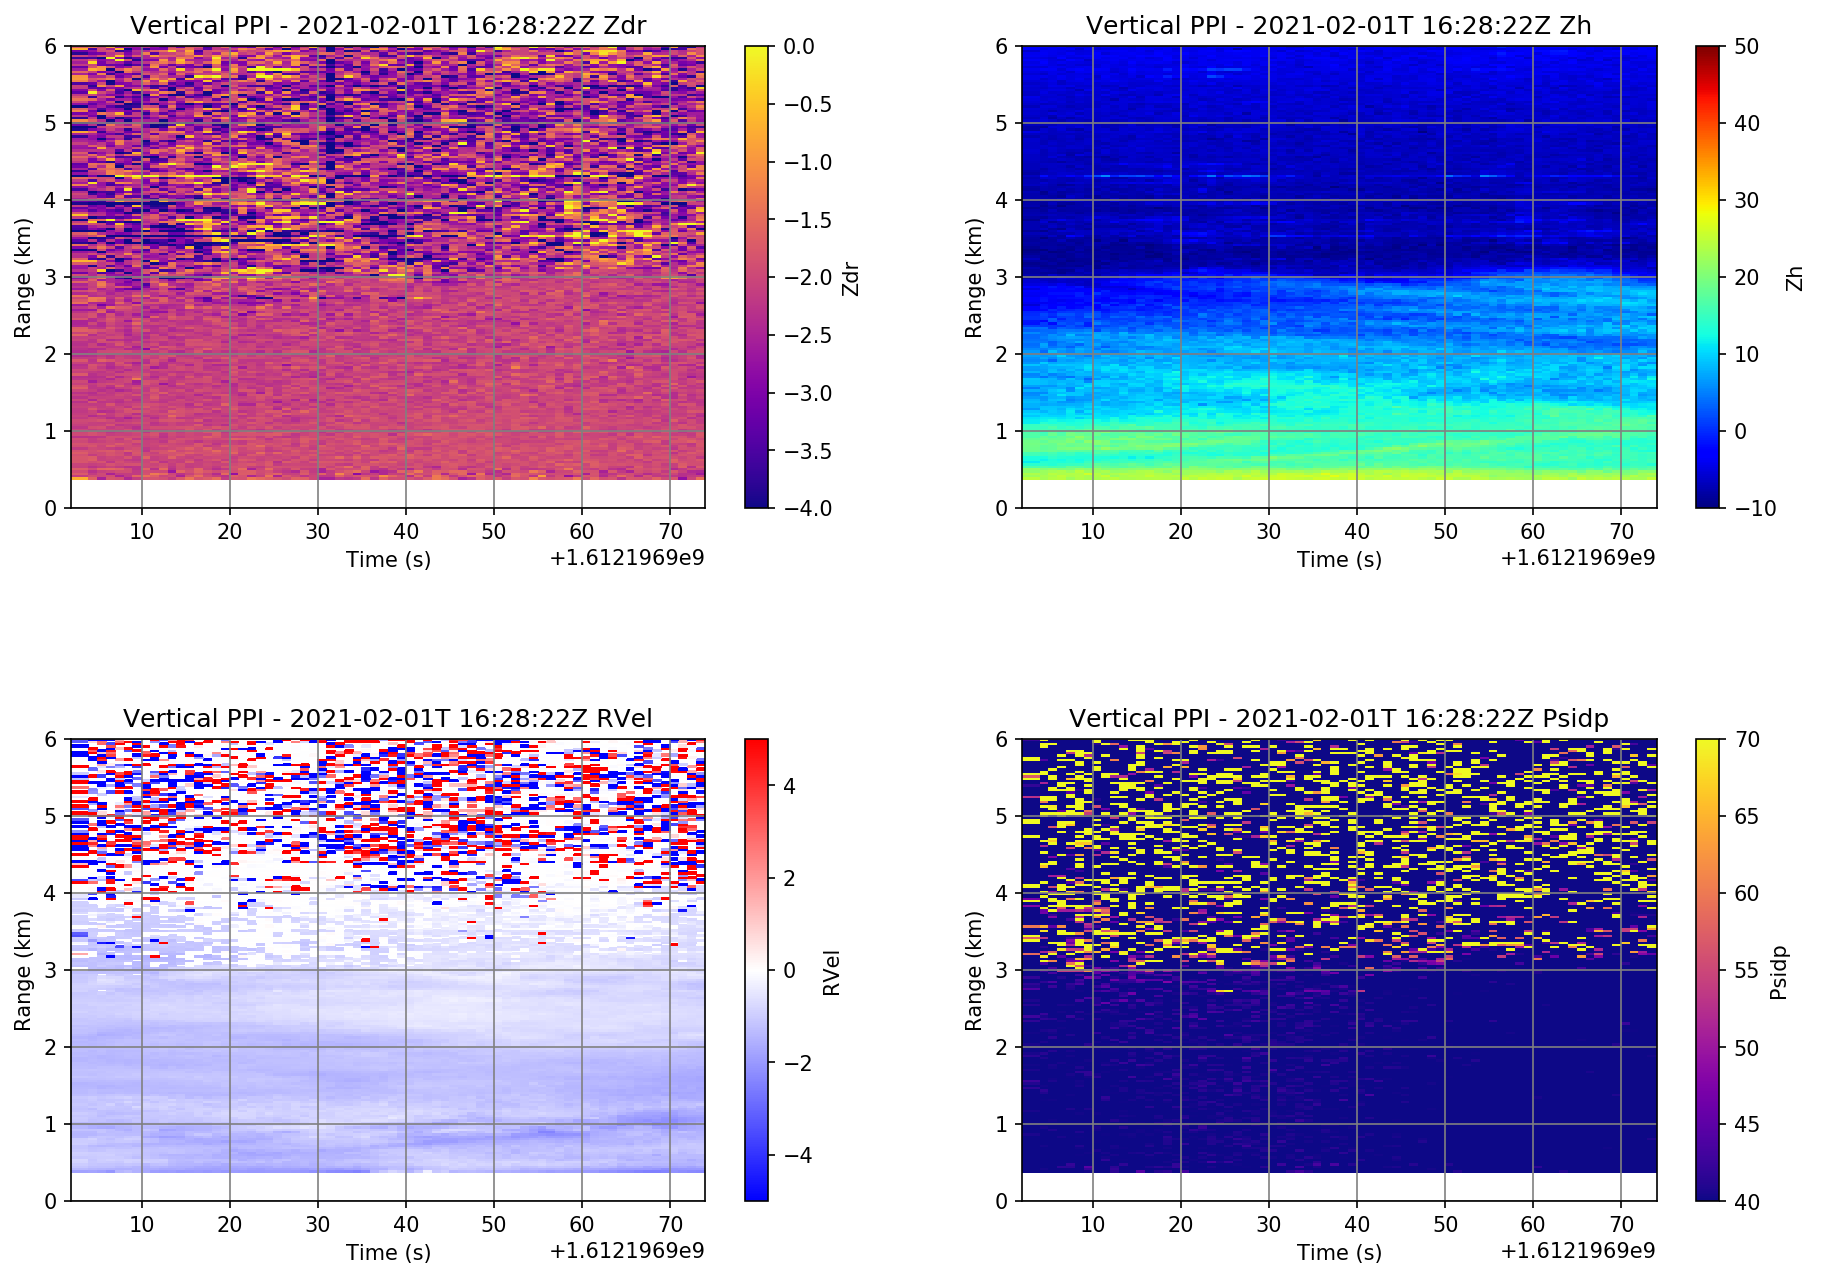 Vertical PPI - 2021-02-01T 16:28:22Z Zdr
6
5
4
3
2
1
0
Range (km)
10 20 30 40 50 60 70
Time (s)
+1.6121969e9
0.0
−0.5
−1.0
−1.5
−2.0
−2.5
−3.0
−3.5
−4.0
Zdr
Vertical PPI - 2021-02-01T 16:28:22Z Zh
6
5
4
3
2
1
0
Range (km)
10 20 30 40 50 60 70
Time (s)
+1.6121969e9
50
40
30
20
10
0
−10
Zh
Vertical PPI - 2021-02-01T 16:28:22Z RVel
6
5
4
3
2
1
0
Range (km)
10 20 30 40 50 60 70
Time (s)
+1.6121969e9
4
2
0
−2
−4
RVel
Vertical PPI - 2021-02-01T 16:28:22Z Psidp
6
5
4
3
2
1
0
Range (km)
10 20 30 40 50 60 70
Time (s)
+1.6121969e9
70
65
60
55
50
45
40
Psidp